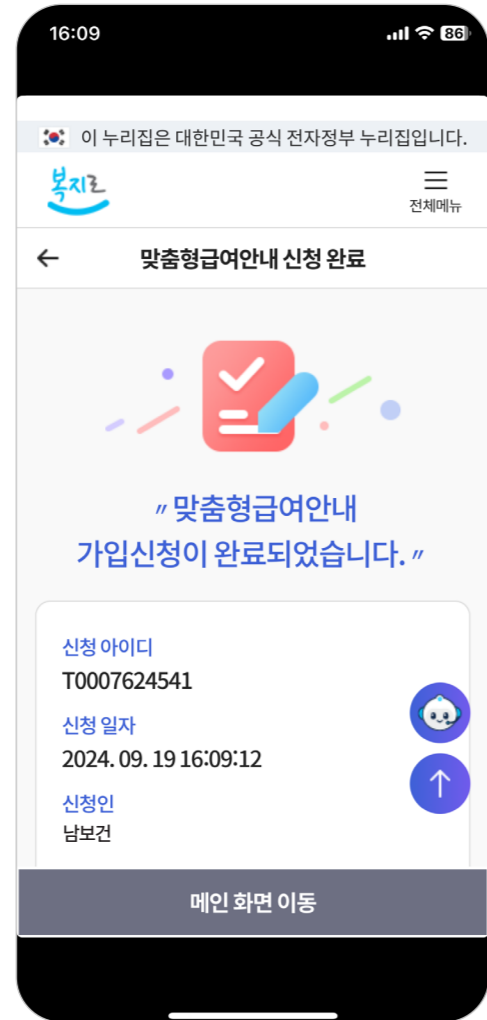 16:09
86
이 누리집은 대한민국 공식 전자정부 누리집입니다.
복지로
전체메뉴
맞춤형급여안내 신청 완료
〃맞춤형급여안내
가입신청이 완료되었습니다.〃
신청 아이디
T0007624541
신청 일자
2024. 09. 19 16:09:12
신청인
남보건
메인 화면 이동